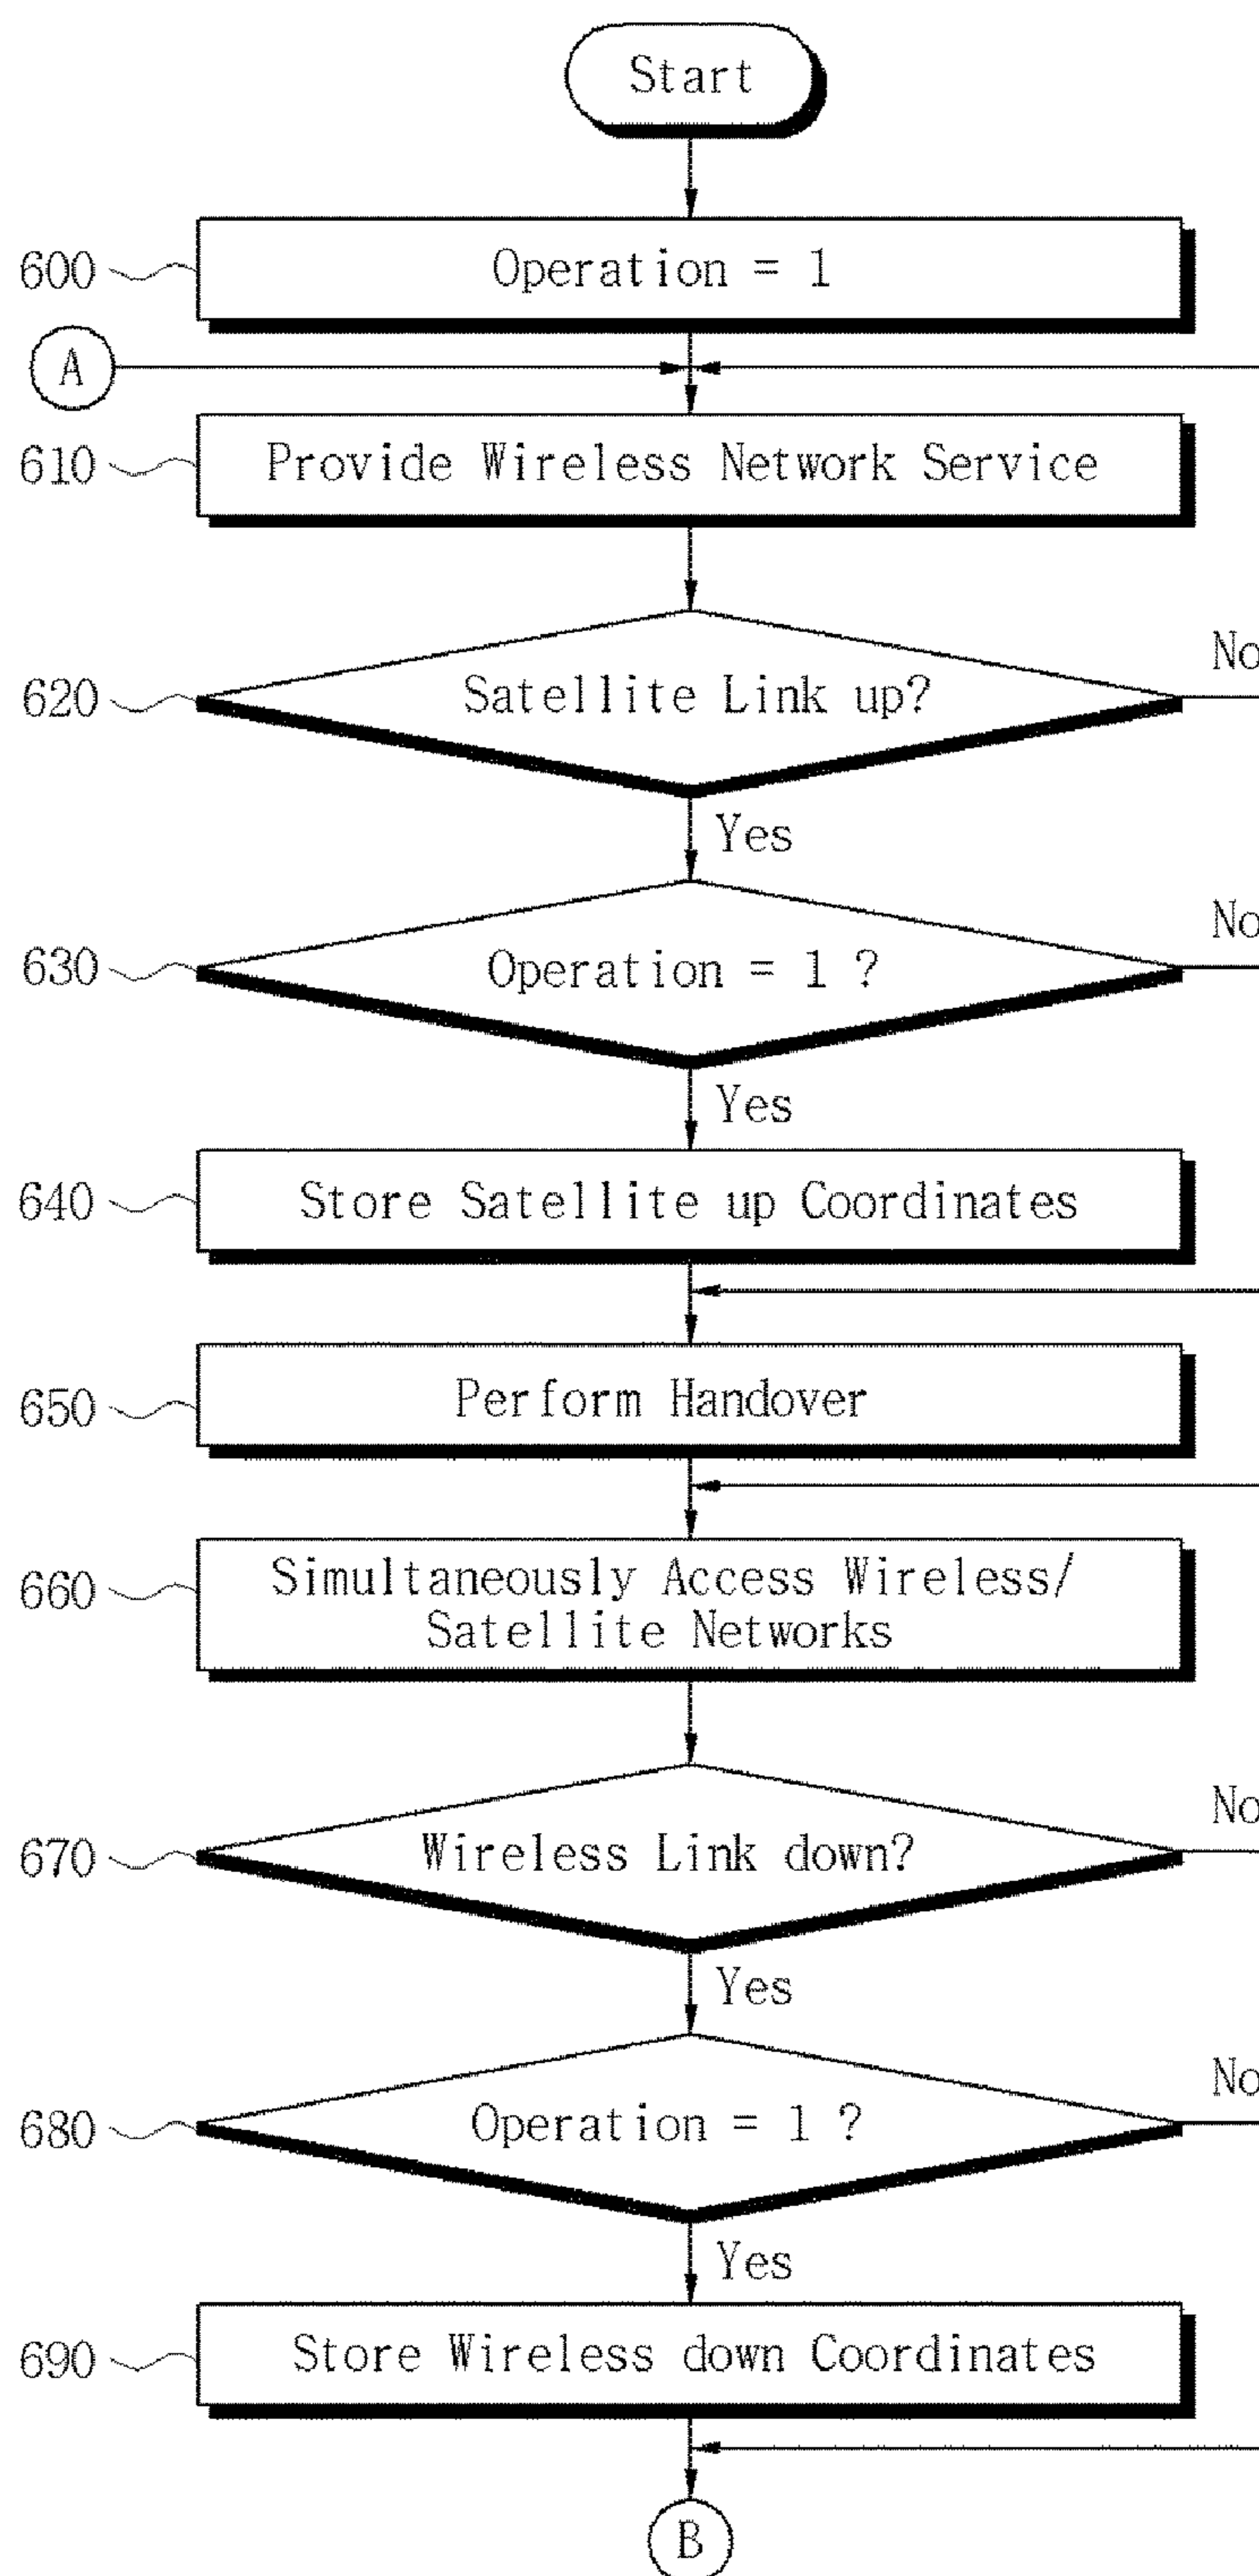 Start
600
Operation = 1
A
610
Provide Wireless Network Service
620
Satellite Link up?
No
Yes
630
Operation = 1 ?
No
Yes
640
Store Satellite up Coordinates
650
Perform Handover
660
Simultaneously Access Wireless/
Satellite Networks
670
Wireless Link down?
No
Yes
680
Operation = 1 ?
No
Yes
690
Store Wireless down Coordinates
B